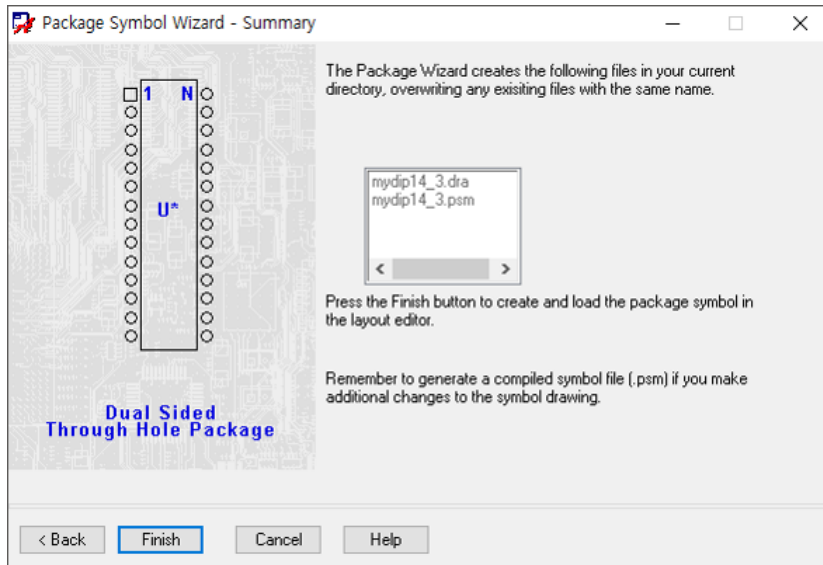 Package Symbol Wizard - Summary
1 N
U*
Dual Sided
Through Hole Package
The Package Wizard creates the following files in your current
directory, overwriting any exisiting files with the same name.
mydip14_3.dra
mydip14_3.psm
Press the Finish button to create and load the package symbol in
the layout editor.
Remember to generate a compiled symbol file (.psm) if you make
additional changes to the symbol drawing.
< Back Finish Cancel Help